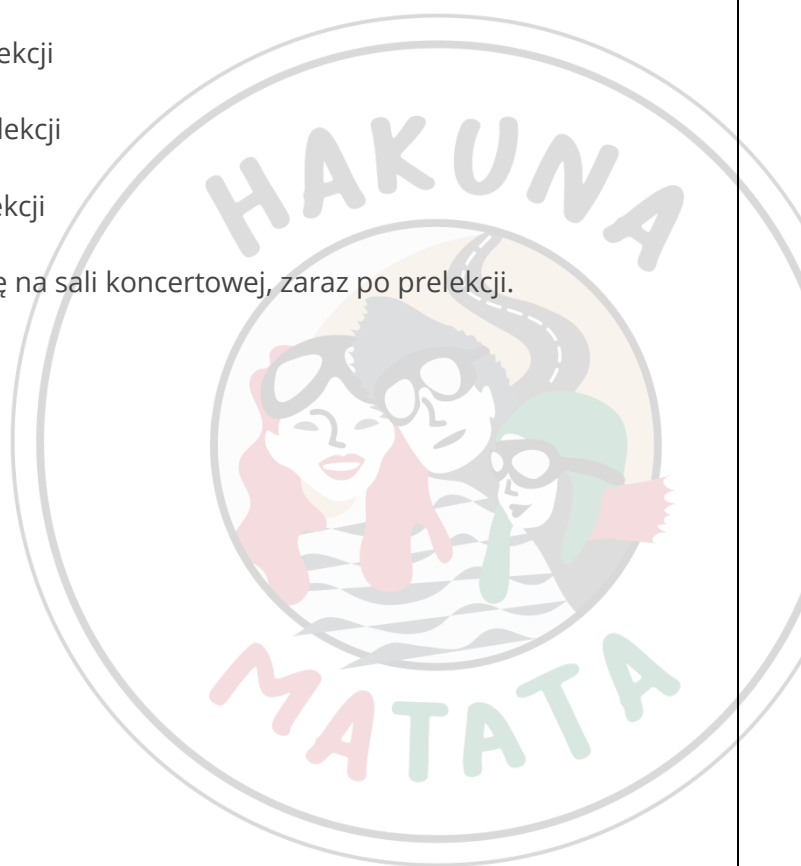 ekcji
lekcji
ekcji
ę na sali koncertowej, zaraz po prelekcji.
HAKUNA
MATATA